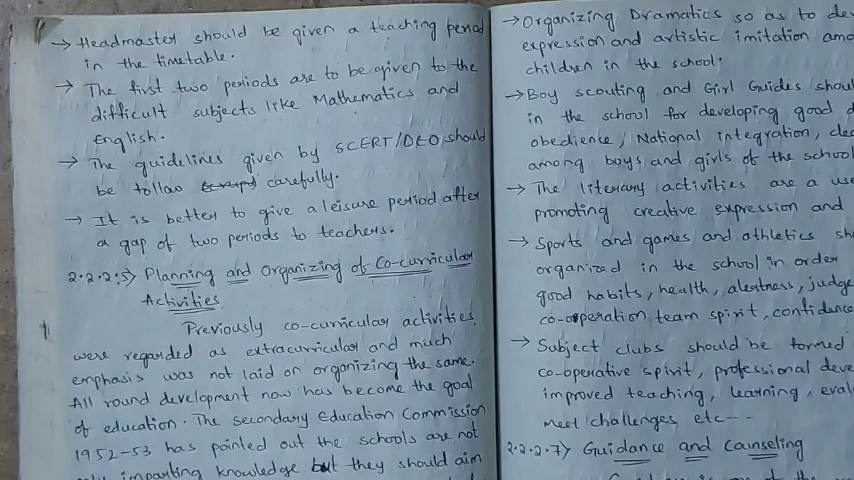 → Headmaster should be given a teaching period
in the timetable.
→ The first two periods are to be given to the
difficult subjects like Mathematics and
English.
→ The guidelines given by SCERT/DEO should
be follow carefully.
→ It is better to give a leisure period after
a gap of two periods to teachers.
2.2.2.5) Planning and Organizing of Co-curricular
Activities
Previously co-curricular activities
were regarded as extracurricular and much
emphasis was not laid on organizing the same.
All round development now has become the goal
of education. The secondary Education Commission
1952-53 has pointed out the schools are not
imparting knowledge but they should aim
→ Organizing Dramatics so as to
expression and artistic imitation
children in the school.
→ Boy scouting and Girl Guides
in the school for developing good
obedience, National integration,
among boys and girls of the school
→ The literary activities are a
promoting creative expression and
→ Sports and games and athletics
organized in the school in order
good habits, health, alertness,
co-operation, team spirit, confidence
→ Subject clubs should be formed
co-operative spirit, professional
improved teaching, learning,
meet challenges etc---
2.2.2.7) Guidance and Counseling